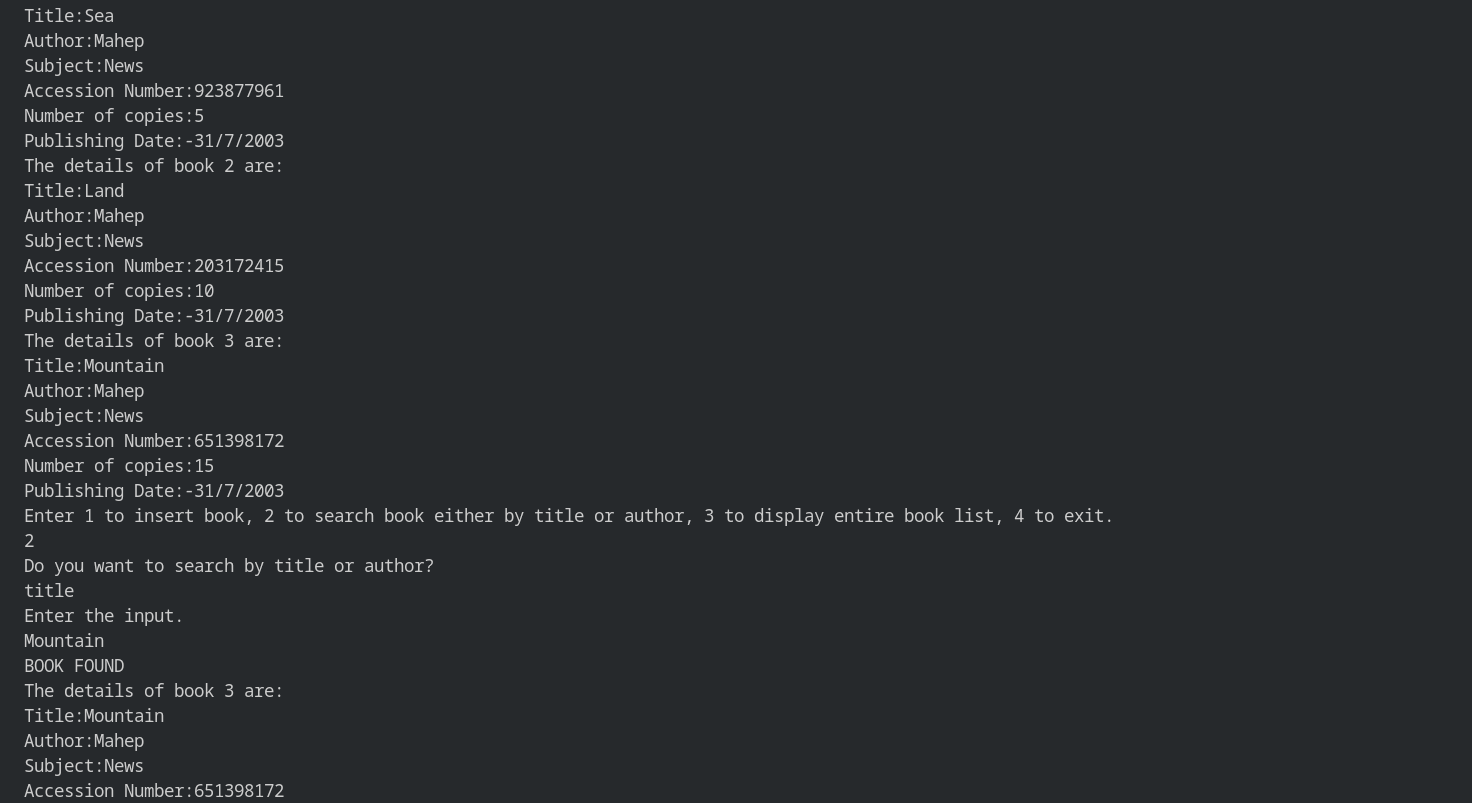 Title:Sea
Author:Mahep
Subject:News
Accession Number:923877961
Number of copies:5
Publishing Date:-31/7/2003
The details of book 2 are:
Title:Land
Author:Mahep
Subject:News
Accession Number:203172415
Number of copies:10
Publishing Date:-31/7/2003
The details of book 3 are:
Title:Mountain
Author:Mahep
Subject:News
Accession Number:651398172
Number of copies:15
Publishing Date:-31/7/2003
Enter 1 to insert book, 2 to search book either by title or author, 3 to display entire book list, 4 to exit.
2
Do you want to search by title or author?
title
Enter the input.
Mountain
BOOK FOUND
The details of book 3 are:
Title:Mountain
Author:Mahep
Subject:News
Accession Number:651398172